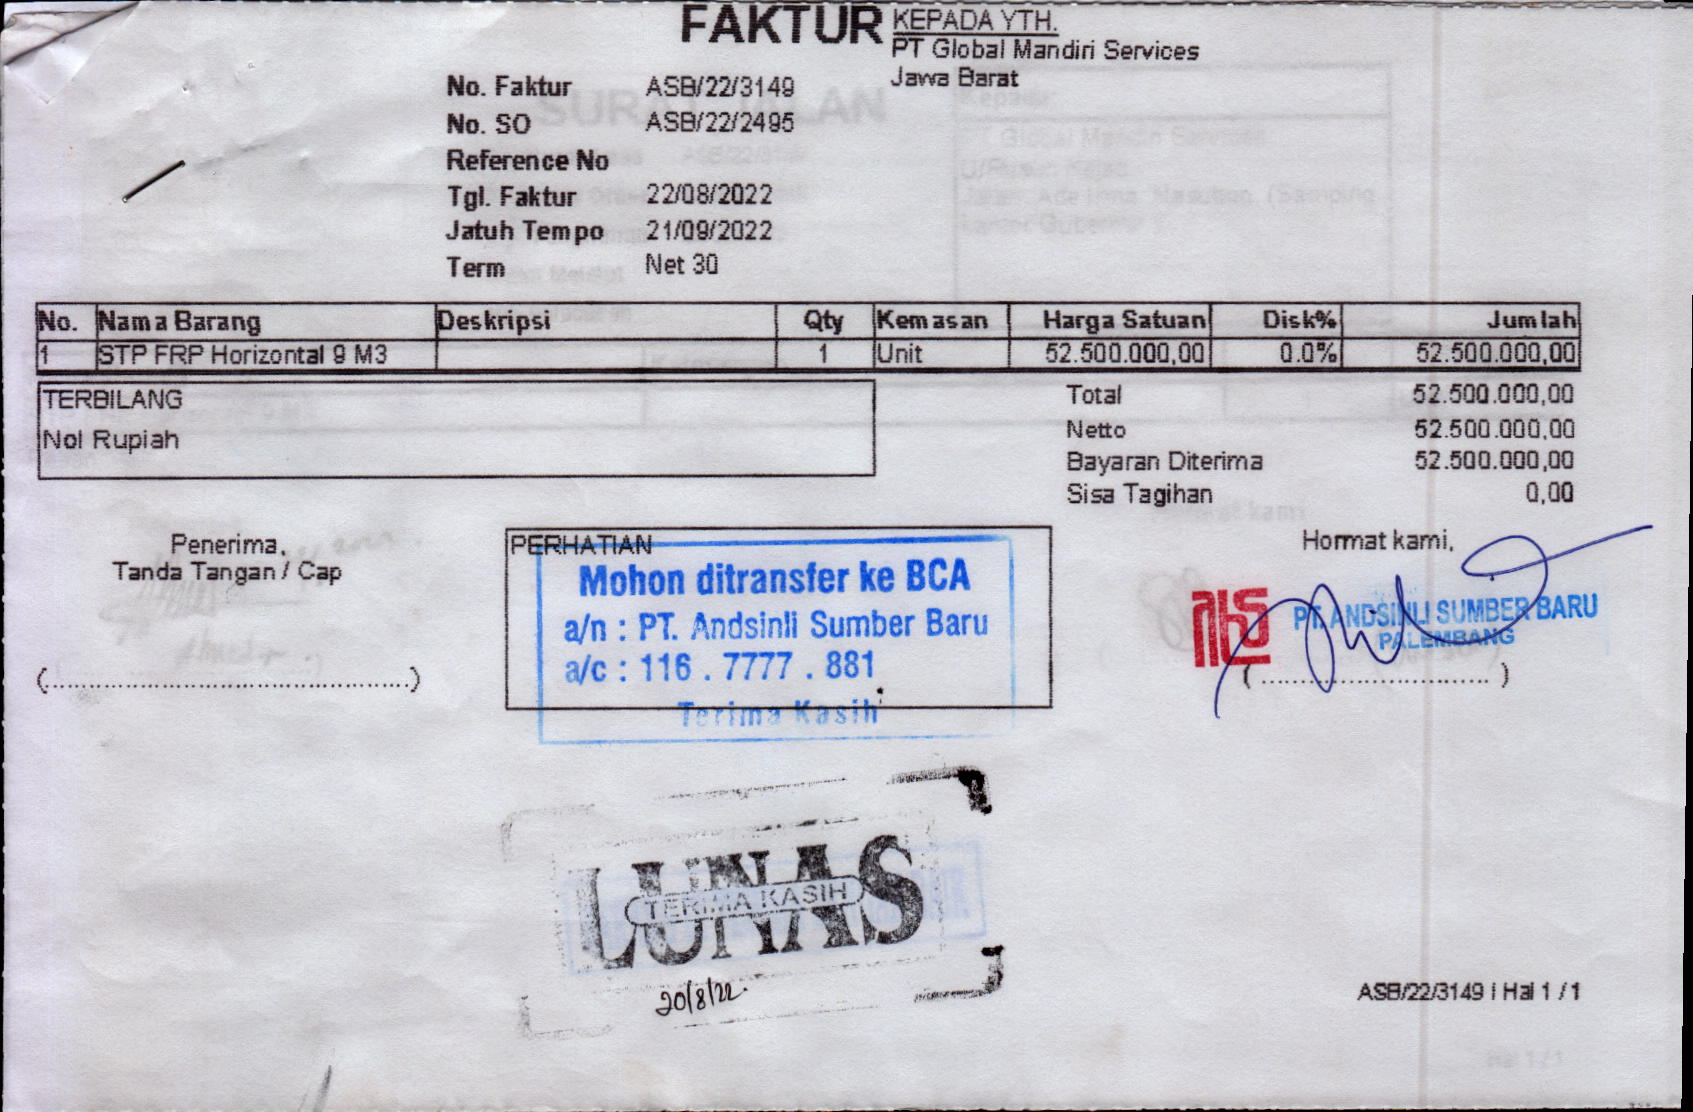 FAKTUR
KEPADA YTH.
PT Global Mandiri Services
Jawa Barat
No. Faktur ASB/22/3149
No. SO ASB/22/2495
Reference No
Tgl. Faktur 22/08/2022
Jatuh Tempo 21/09/2022
Term Net 30
No. Nama Barang Deskripsi Qty Kemasan Harga Satuan Disk% Jumlah
1 STP FRP Horizontal 9 M3 1 Unit 52.500.000,00 0.0% 52.500.000,00
TERBILANG
Nol Rupiah
Total 52.500.000,00
Netto 52.500.000,00
Bayaran Diterima 52.500.000,00
Sisa Tagihan 0,00
Penerima,
Tanda Tangan / Cap
(....................................................)
PERHATIAN
Mohon ditransfer ke BCA
a/n : PT. Andsinli Sumber Baru
a/c : 116 . 7777 . 881
Terima Kasih
Hormat kami,
PT. ANDSINLI SUMBER BARU
PALEMBANG
(................................)
LUNAS
TERIMA KASIH
20/8/22.
ASB/22/3149 | Hal 1 / 1